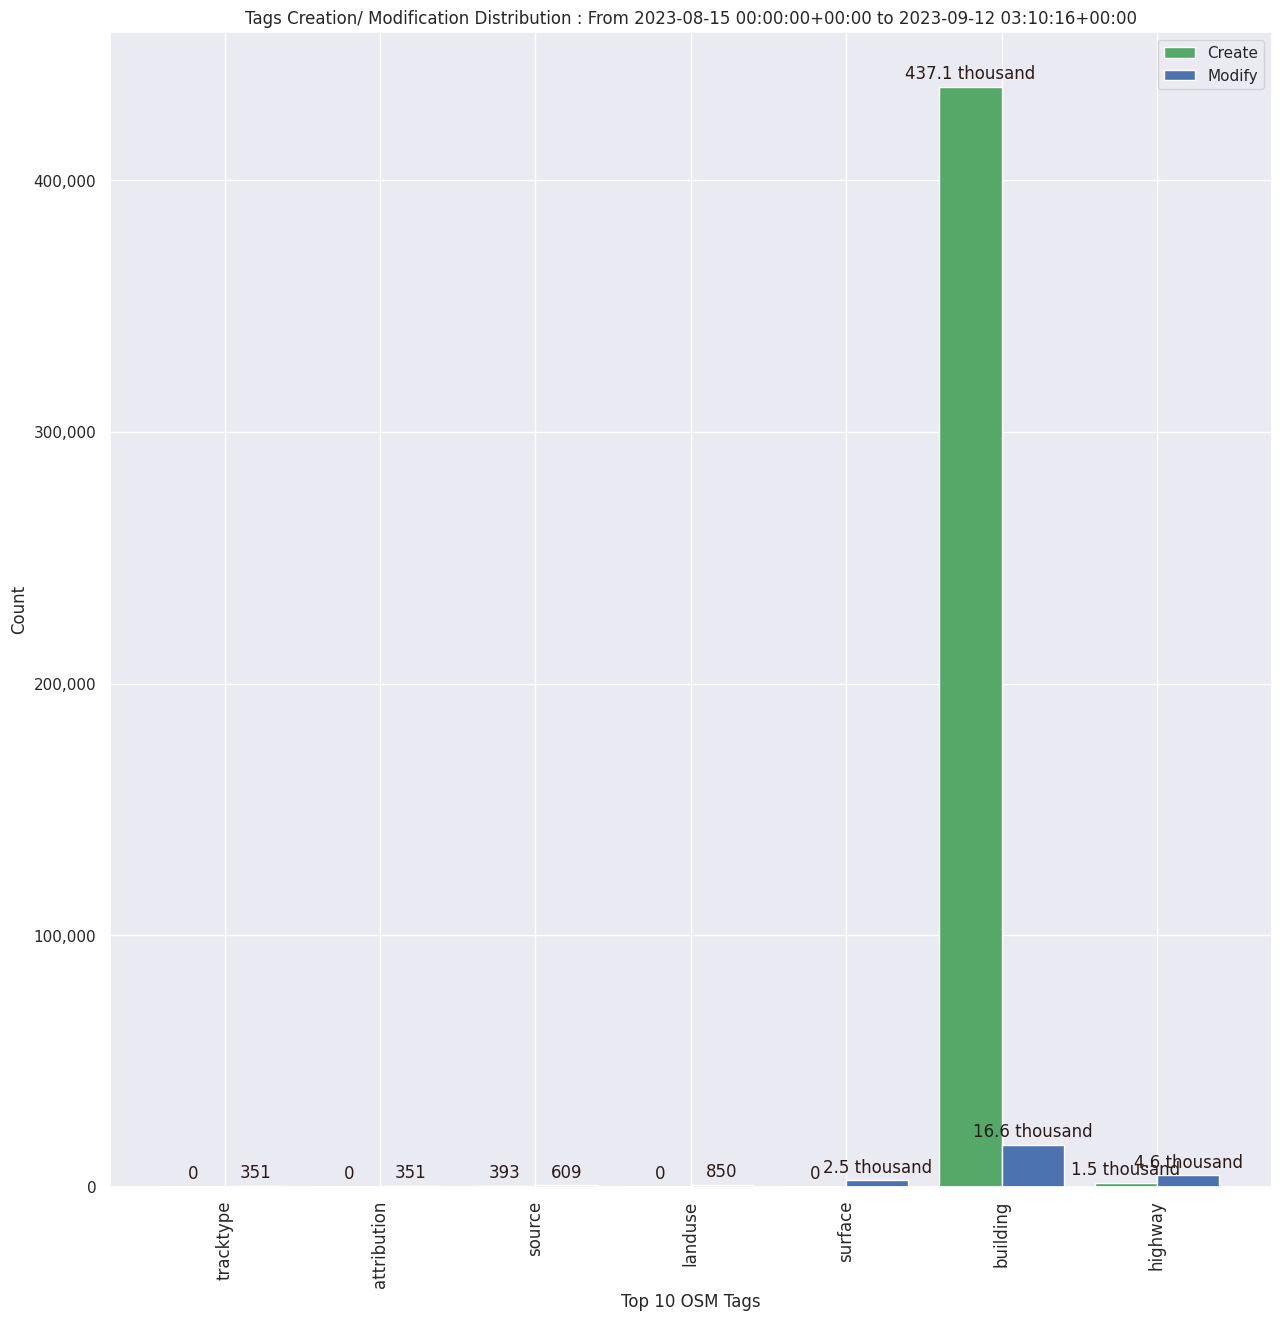 Tags Creation/ Modification Distribution : From 2023-08-15 00:00:00+00:00 to 2023-09-12 03:10:16+00:00
Create
Modify
437.1 thousand
400,000
300,000
200,000
100,000
0
Count
0 351
0 351
393 609
0 850
0 2.5 thousand
16.6 thousand
1.5 thousand 4.6 thousand
tracktype
attribution
source
landuse
surface
building
highway
Top 10 OSM Tags